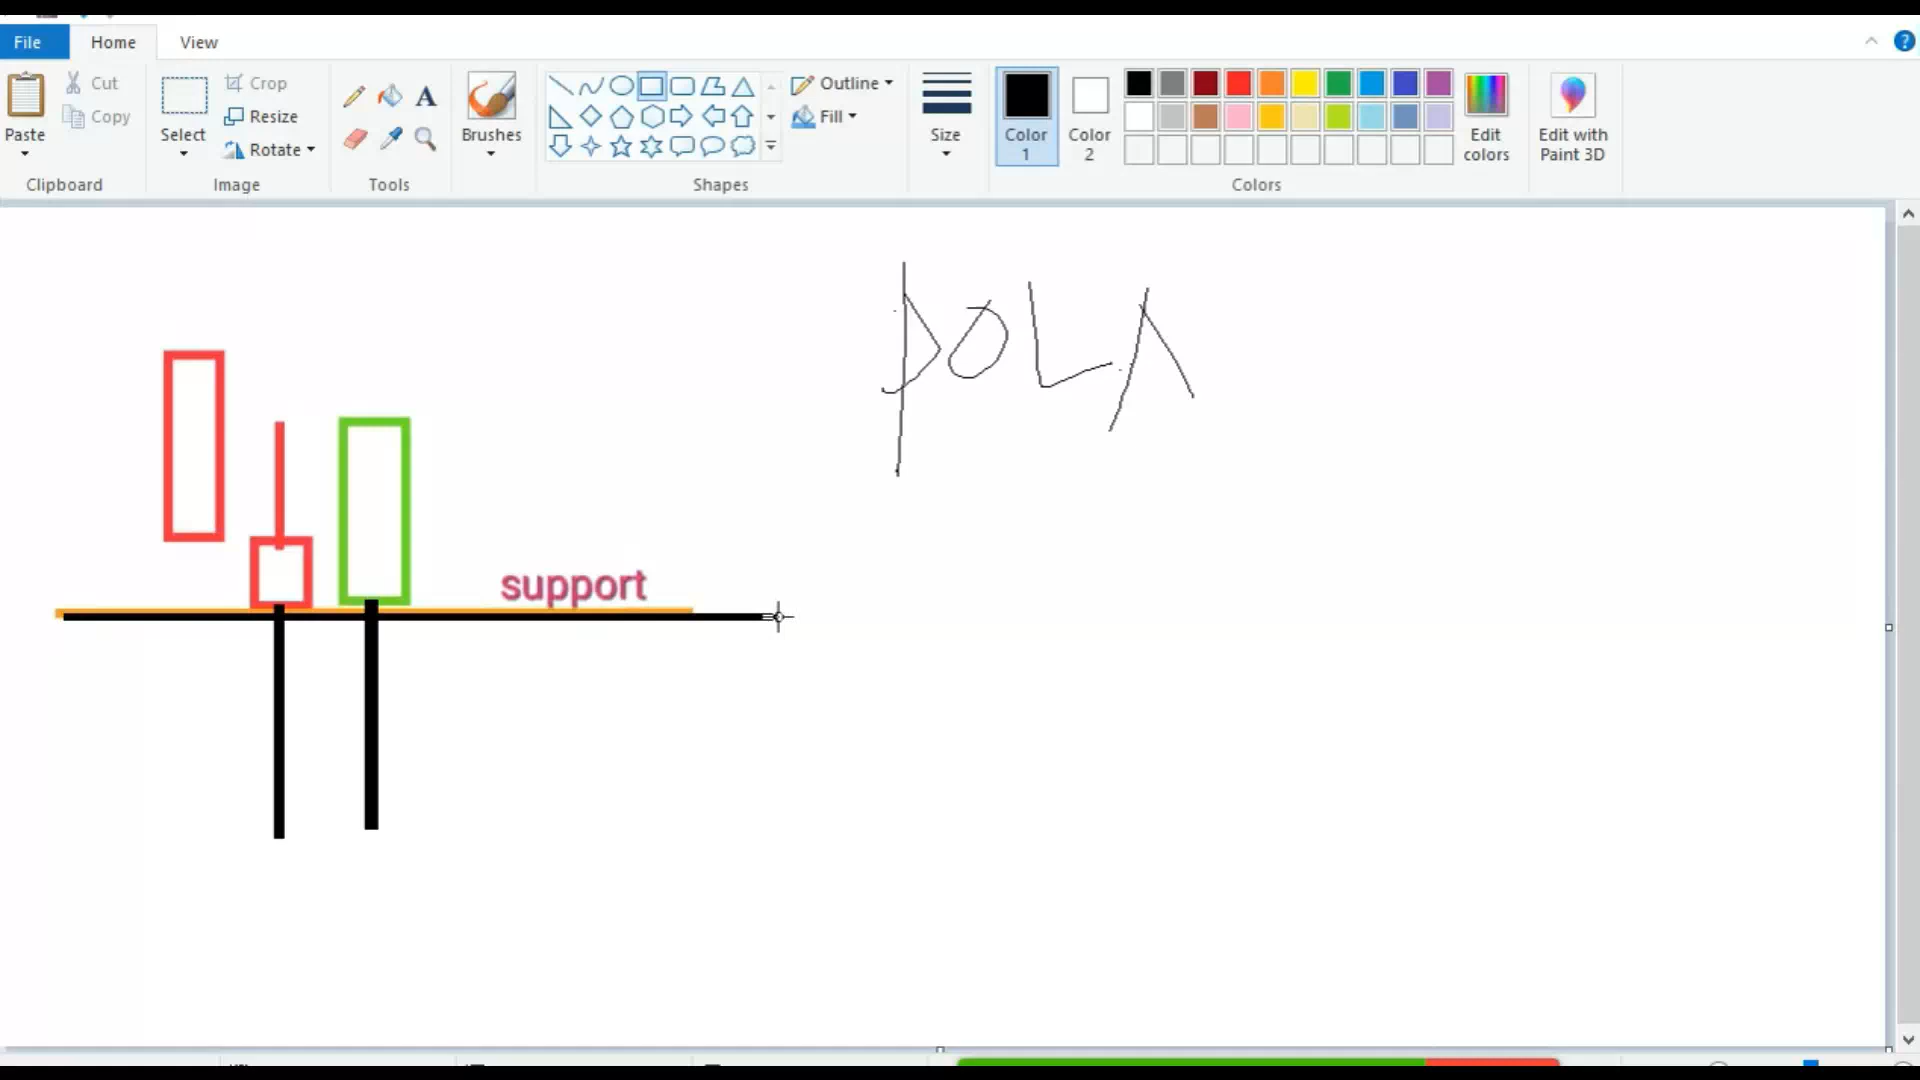 File Home View
Paste Cut Copy Select Crop Resize Rotate A Brushes Outline Fill Size Color 1 Color 2 Edit colors Edit with Paint 3D
Clipboard Image Tools Shapes Colors
POLA
support